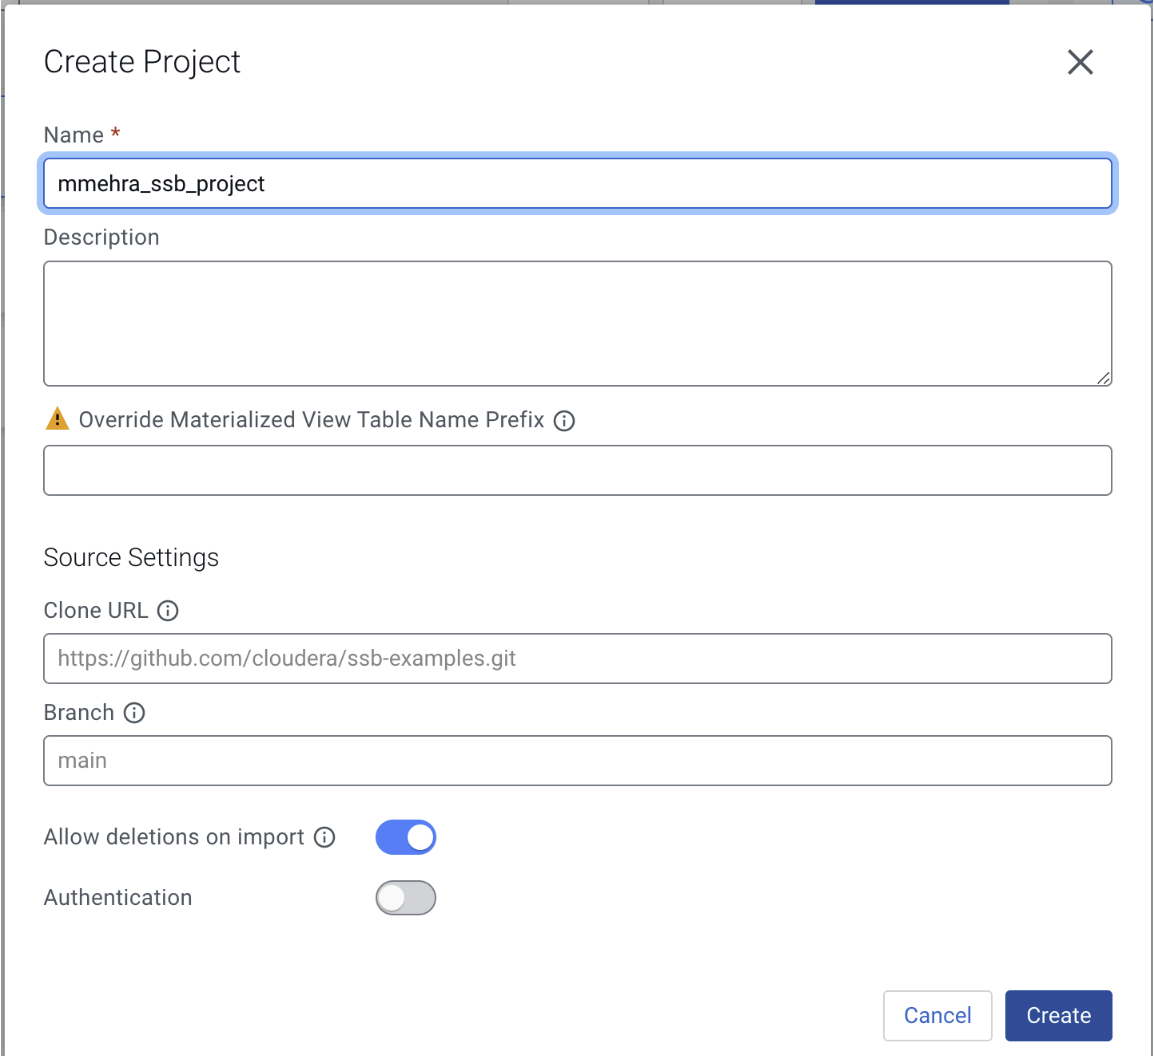 Create Project
Name *
mmehra_ssb_project
Description
Override Materialized View Table Name Prefix
Source Settings
Clone URL
https://github.com/cloudera/ssb-examples.git
Branch
main
Allow deletions on import
Authentication
Cancel Create